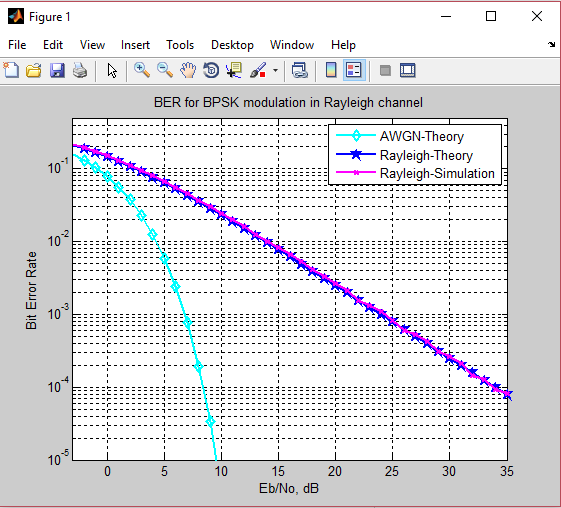 Figure 1
File Edit View Insert Tools Desktop Window Help
BER for BPSK modulation in Rayleigh channel
AWGN-Theory
Rayleigh-Theory
Rayleigh-Simulation
Bit Error Rate
10^-1
10^-2
10^-3
10^-4
10^-5
0 5 10 15 20 25 30 35
Eb/No, dB